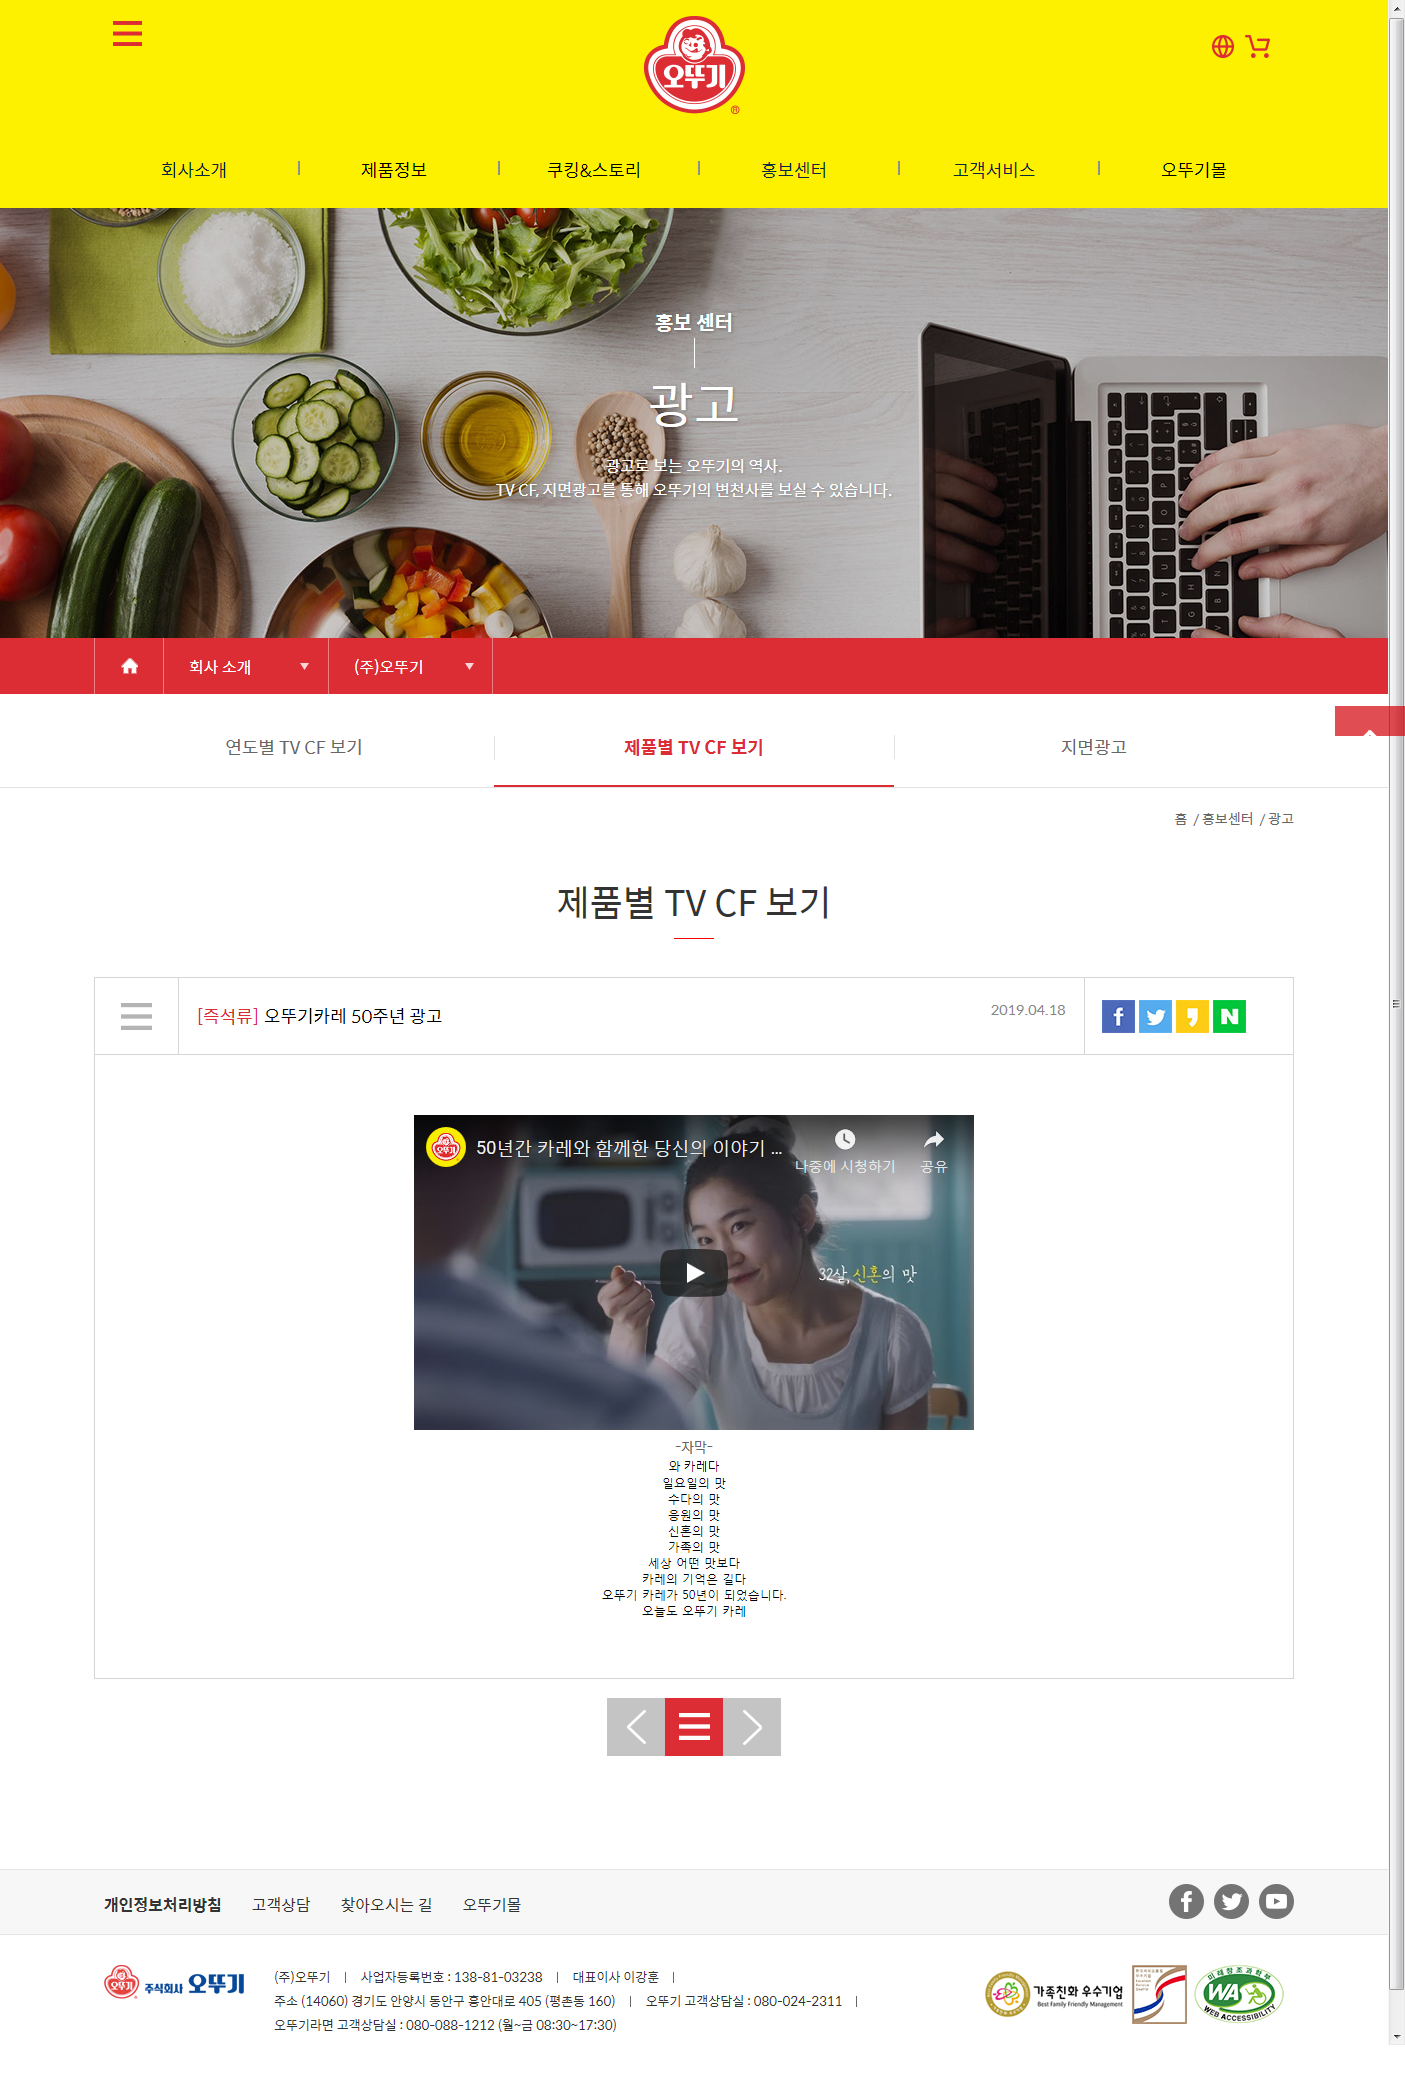 오뚜기
®
회사소개
제품정보
쿠킹&스토리
홍보센터
고객서비스
오뚜기몰
홍보 센터
광고
광고로 보는 오뚜기의 역사.
TV CF, 지면광고를 통해 오뚜기의 변천사를 보실 수 있습니다.
회사 소개
(주)오뚜기
연도별 TV CF 보기
제품별 TV CF 보기
지면광고
홈 / 홍보센터 / 광고
제품별 TV CF 보기
[즉석류] 오뚜기카레 50주년 광고
2019.04.18
오뚜기
50년간 카레와 함께한 당신의 이야기 ...
나중에 시청하기
공유
32살, 신혼의 맛
-자막-
와 카레다
일요일의 맛
수다의 맛
응원의 맛
신혼의 맛
가족의 맛
세상 어떤 맛보다
카레의 기억은 길다
오뚜기 카레가 50년이 되었습니다.
오늘도 오뚜기 카레
개인정보처리방침
고객상담
찾아오시는 길
오뚜기몰
오뚜기 주식회사 오뚜기
(주)오뚜기 | 사업자등록번호 : 138-81-03238 | 대표이사 이강훈 |
주소 (14060) 경기도 안양시 동안구 흥안대로 405 (평촌동 160) | 오뚜기 고객상담실 : 080-024-2311 |
오뚜기라면 고객상담실 : 080-088-1212 (월~금 08:30~17:30)
가족친화 우수기업
Best Family Friendly Management
미래창조과학부
WA
WEB ACCESSIBILITY